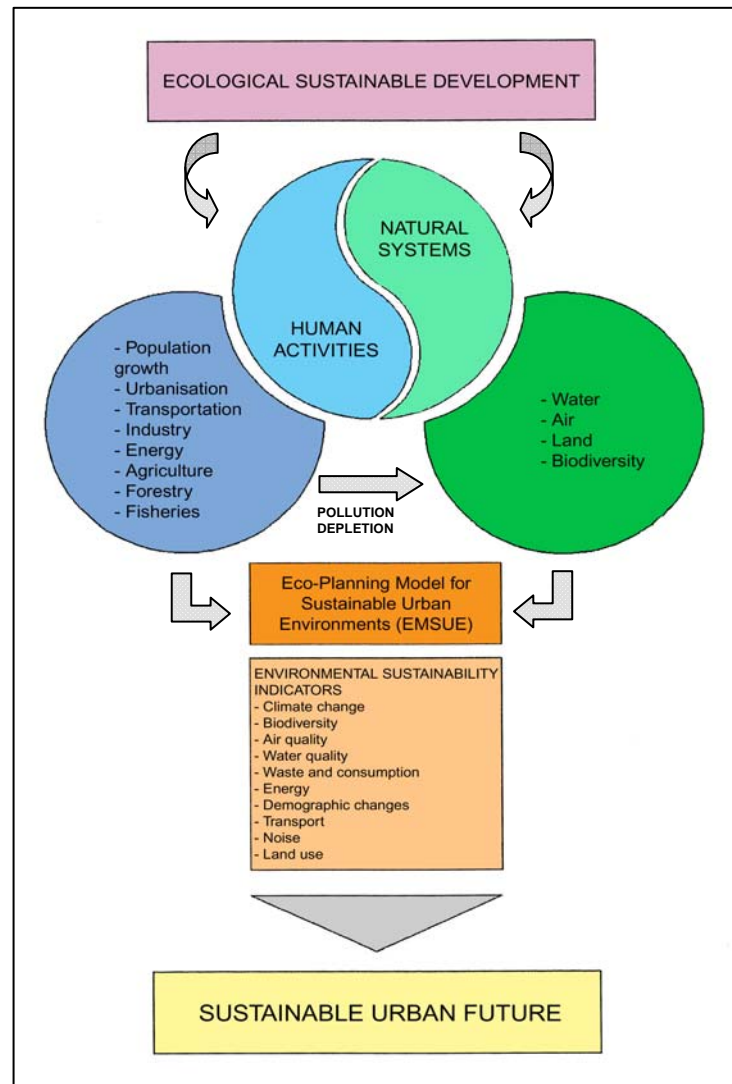 ECOLOGICAL SUSTAINABLE DEVELOPMENT
NATURAL
SYSTEMS
HUMAN
ACTIVITIES
- Population
growth
- Urbanisation
- Transportation
- Industry
- Energy
- Agriculture
- Forestry
- Fisheries
- Water
- Air
- Land
- Biodiversity
POLLUTION
DEPLETION
Eco-Planning Model for
Sustainable Urban
Environments (EMSUE)
ENVIRONMENTAL SUSTAINABILITY
INDICATORS
- Climate change
- Biodiversity
- Air quality
- Water quality
- Waste and consumption
- Energy
- Demographic changes
- Transport
- Noise
- Land use
SUSTAINABLE URBAN FUTURE